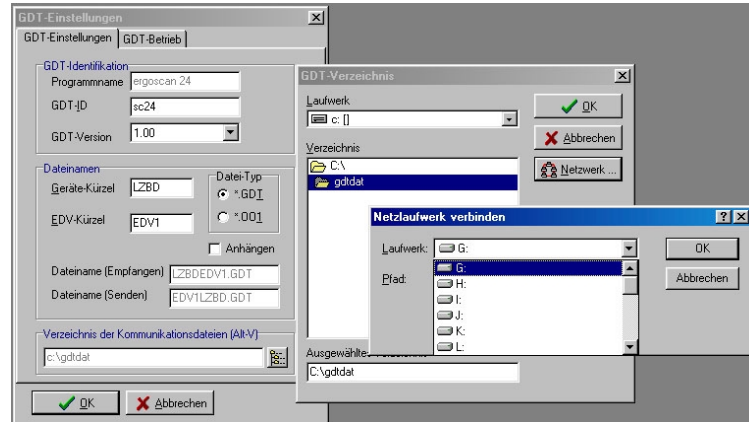 GDT-Einstellungen
GDT-Einstellungen GDT-Betrieb
GDT-Identifikation
Programmname ergoscan 24
GDT-ID sc24
GDT-Version 1.00
Dateinamen
Geräte-Kürzel LZBD
EDV-Kürzel EDV1
Datei-Typ
*.GDT
*.001
Anhängen
Dateiname (Empfangen) LZBDEDV1.GDT
Dateiname (Senden) EDV1LZBD.GDT
Verzeichnis der Kommunikationsdateien (Alt-V)
c:\gdtdat
OK Abbrechen
GDT-Verzeichnis
Laufwerk
c: []
Verzeichnis
C:\
gdtdat
OK
Abbrechen
Netzwerk ...
Ausgewähltes
C:\gdtdat
Netzlaufwerk verbinden
Laufwerk: G:
Pfad:
G:
H:
I:
J:
K:
L:
OK
Abbrechen